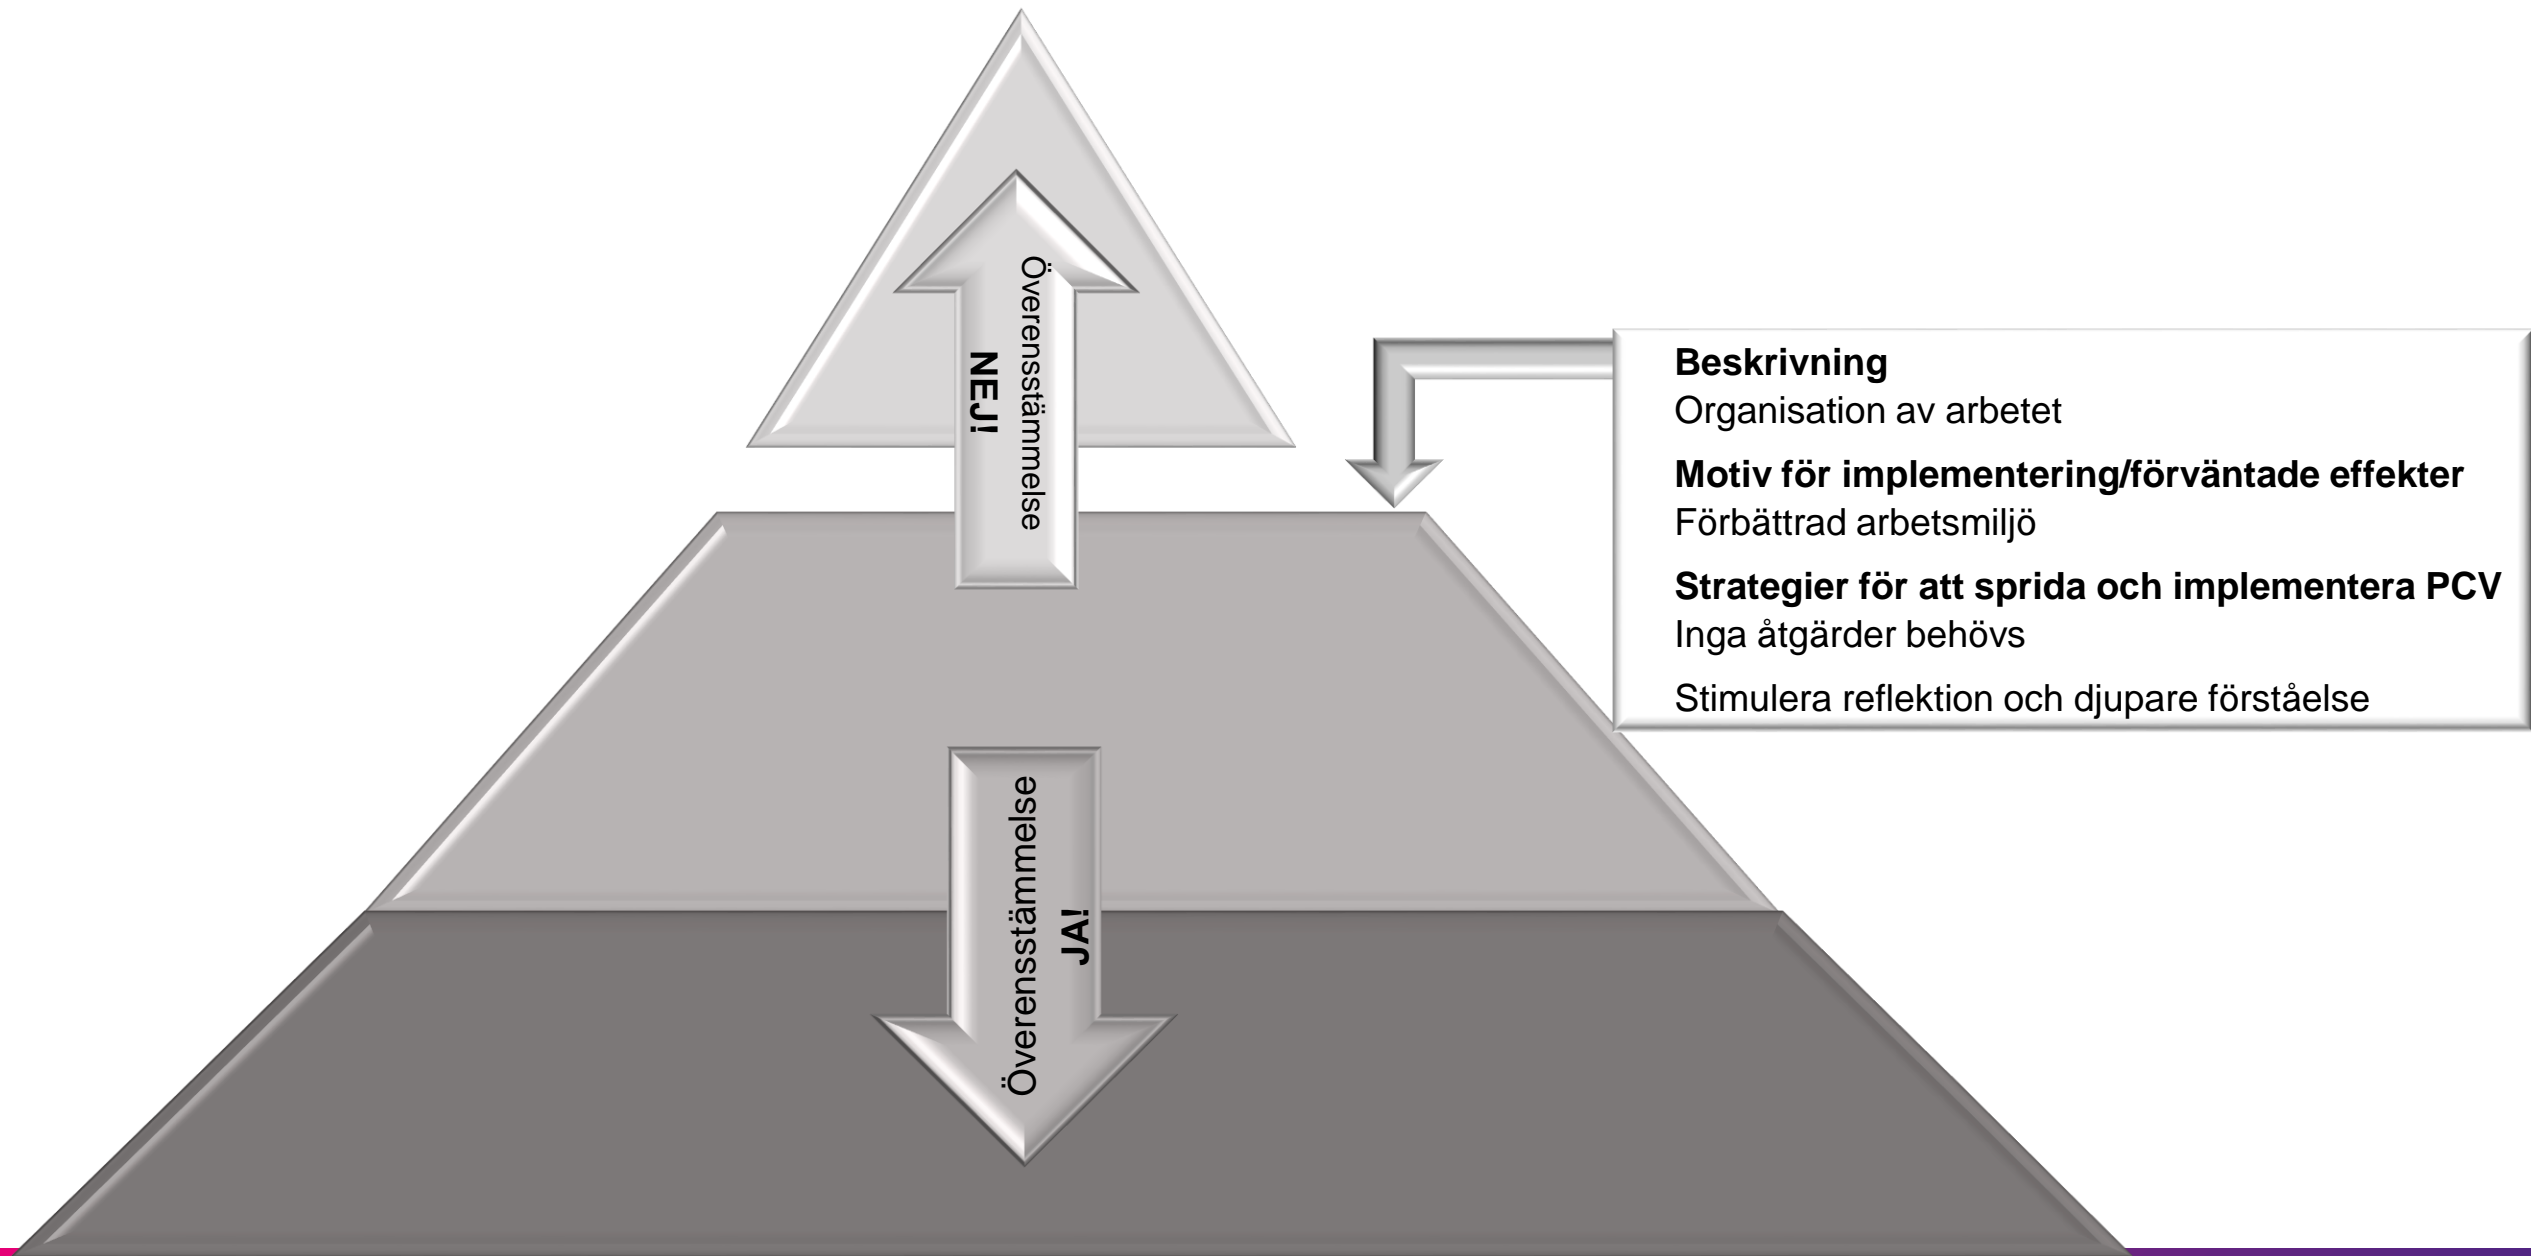 Överensstämmelse
NEJ!
Beskrivning
Organisation av arbetet
Motiv för implementering/förväntade effekter
Förbättrad arbetsmiljö
Strategier för att sprida och implementera PCV
Inga åtgärder behövs
Stimulera reflektion och djupare förståelse
Överensstämmelse
JA!